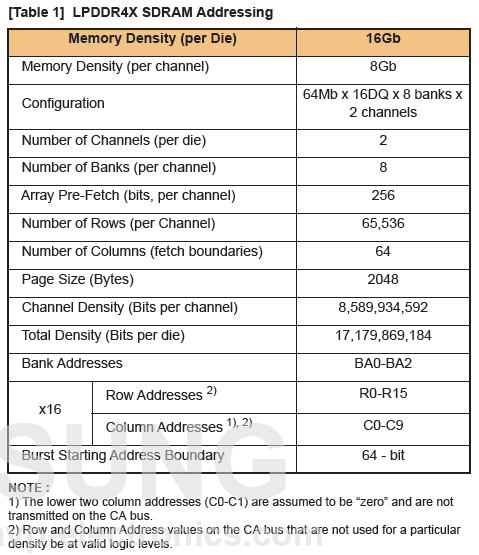 [Table 1] LPDDR4X SDRAM Addressing
Memory Density (per Die) 16Gb
Memory Density (per channel) 8Gb
Configuration 64Mb x 16DQ x 8 banks x
2 channels
Number of Channels (per die) 2
Number of Banks (per channel) 8
Array Pre-Fetch (bits, per channel) 256
Number of Rows (per Channel) 65,536
Number of Columns (fetch boundaries) 64
Page Size (Bytes) 2048
Channel Density (Bits per channel) 8,589,934,592
Total Density (Bits per die) 17,179,869,184
Bank Addresses BA0-BA2
x16 Row Addresses 2) R0-R15
Column Addresses 1), 2) C0-C9
Burst Starting Address Boundary 64 - bit
NOTE :
1) The lower two column addresses (C0-C1) are assumed to be “zero” and are not
transmitted on the CA bus.
2) Row and Column Address values on the CA bus that are not used for a particular
density be at valid logic levels.
SUNG